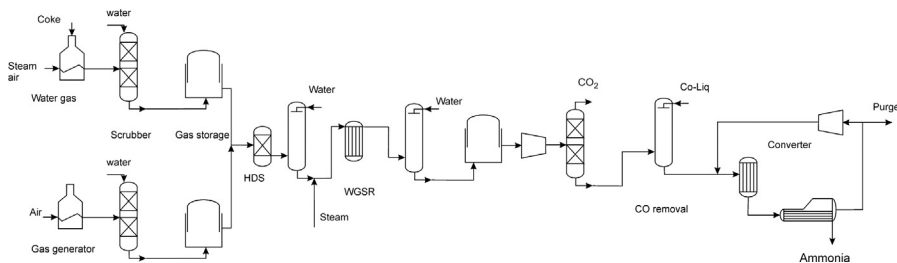 Coke
water
Steam
air
Water gas
Scrubber
Gas storage
Water
HDS
WGSR
Steam
Water
CO2
Co-Liq
CO removal
Converter
Purge
Air
water
Gas generator
Ammonia